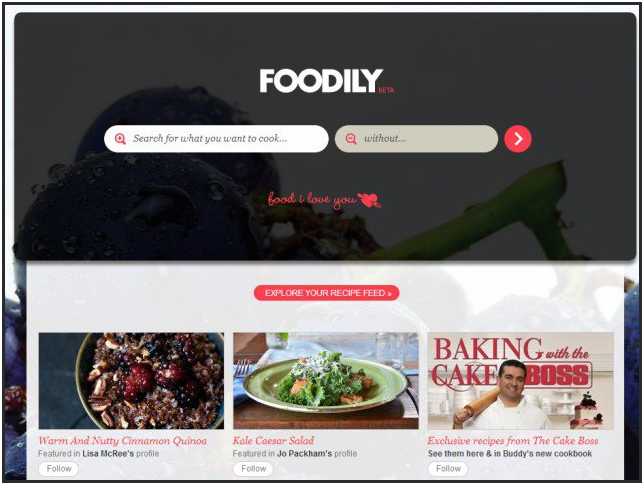 FOODILY BETA
Search for what you want to cook...
without...
food i love you
EXPLORE YOUR RECIPE FEED »
BAKING with the
CAKE BOSS
Warm And Nutty Cinnamon Quinoa
Featured in Lisa McRee's profile
Follow
Kale Caesar Salad
Featured in Jo Packham's profile
Follow
Exclusive recipes from The Cake Boss
See them here & in Buddy's new cookbook
Follow